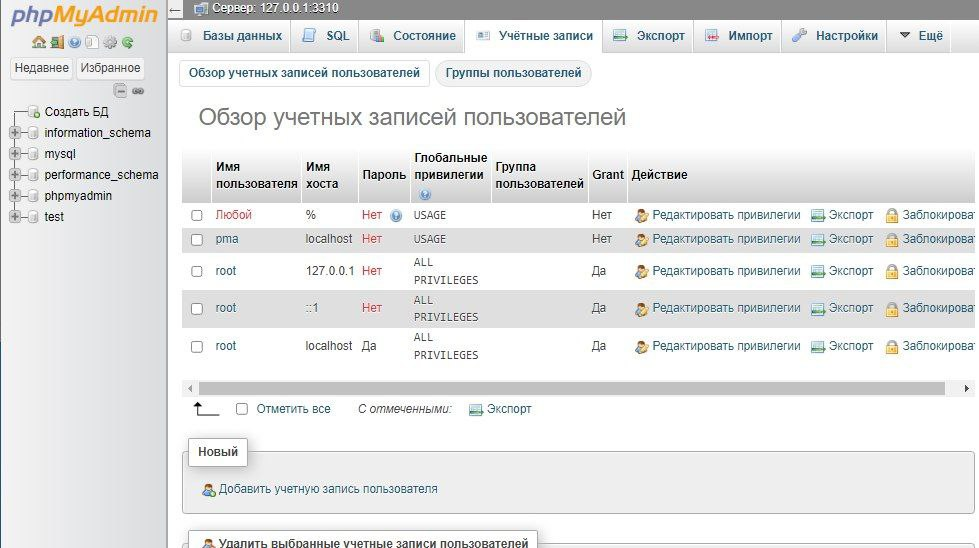 phpMyAdmin
Недавнее Избранное
Создать БД
information_schema
mysql
performance_schema
phpmyadmin
test
Сервер: 127.0.0.1:3310
Базы данных SQL Состояние Учётные записи Экспорт Импорт Настройки Ещё
Обзор учетных записей пользователей Группы пользователей
Обзор учетных записей пользователей
Имя пользователя Имя хоста Пароль Глобальные привилегии Группа пользователей Grant Действие
Любой % Нет USAGE Нет Редактировать привилегии Экспорт Заблокирова
pma localhost Нет USAGE Нет Редактировать привилегии Экспорт Заблокирова
root 127.0.0.1 Нет ALL PRIVILEGES Да Редактировать привилегии Экспорт Заблокирова
root ::1 Нет ALL PRIVILEGES Да Редактировать привилегии Экспорт Заблокирова
root localhost Да ALL PRIVILEGES Да Редактировать привилегии Экспорт Заблокирова
Отметить все С отмеченными: Экспорт
Новый
Добавить учетную запись пользователя
Удалить выбранные учетные записи пользователей